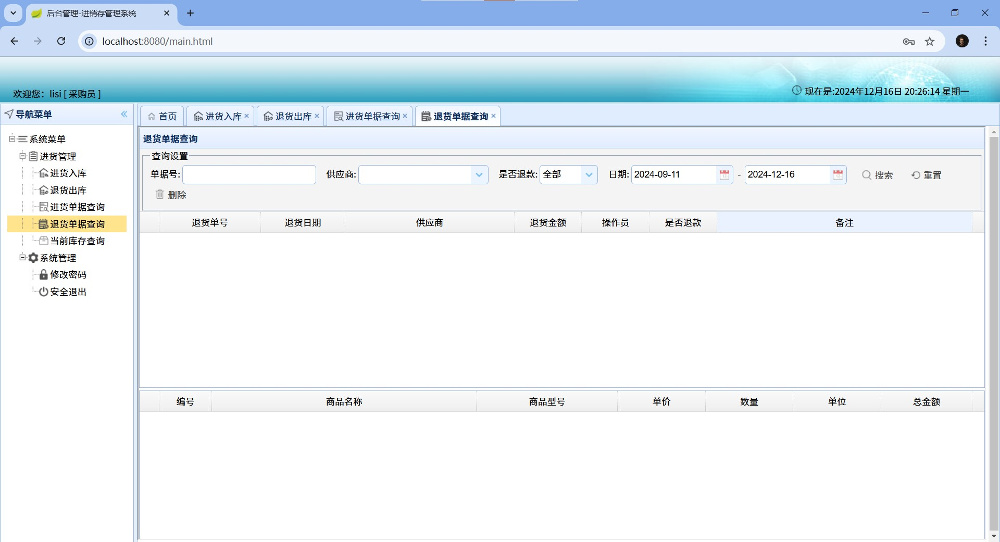 后台管理-进销存管理系统
localhost:8080/main.html
欢迎您：lisi [ 采购员 ]
现在是:2024年12月16日 20:26:14 星期一
导航菜单
首页 进货入库 退货出库 进货单据查询 退货单据查询
系统菜单
进货管理
进货入库
退货出库
进货单据查询
退货单据查询
当前库存查询
系统管理
修改密码
安全退出
退货单据查询
查询设置
单据号: 供应商: 是否退款: 全部 日期: 2024-09-11 - 2024-12-16 搜索 重置
删除
退货单号 退货日期 供应商 退货金额 操作员 是否退款 备注
编号 商品名称 商品型号 单价 数量 单位 总金额